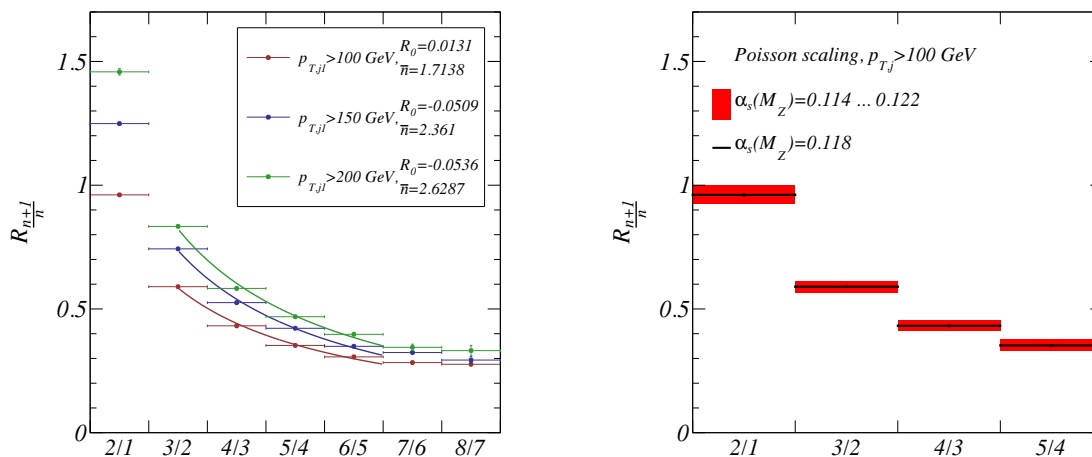 1.5
1
0.5
0
R_{\frac{n+1}{n}}
p_{T,j1}>100 GeV, R_0=0.0131
n̅=1.7138
p_{T,j1}>150 GeV, R_0=-0.0509
n̅=2.361
p_{T,j1}>200 GeV, R_0=-0.0536
n̅=2.6287
2/1 3/2 4/3 5/4 6/5 7/6 8/7
1.5
1
0.5
0
R_{\frac{n+1}{n}}
Poisson scaling, p_{T,j}>100 GeV
α_s(M_Z)=0.114 ... 0.122
α_s(M_Z)=0.118
2/1 3/2 4/3 5/4